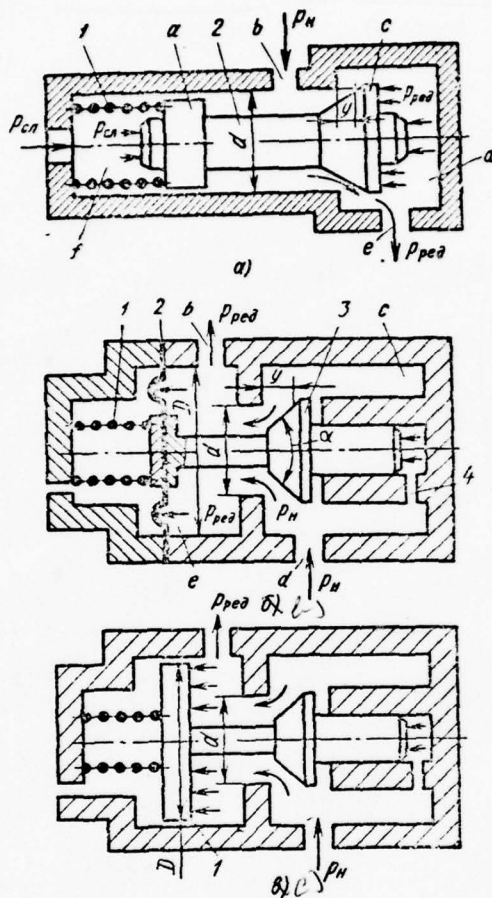 1 a 2 b Pн c
Pсл Pсл d y Pред d
f e Pред
а)
1 2 Pред b 3 c
D d y α
Pред Pн 4
e d Pн
б)
Pред
d
D 1 Pн
в)